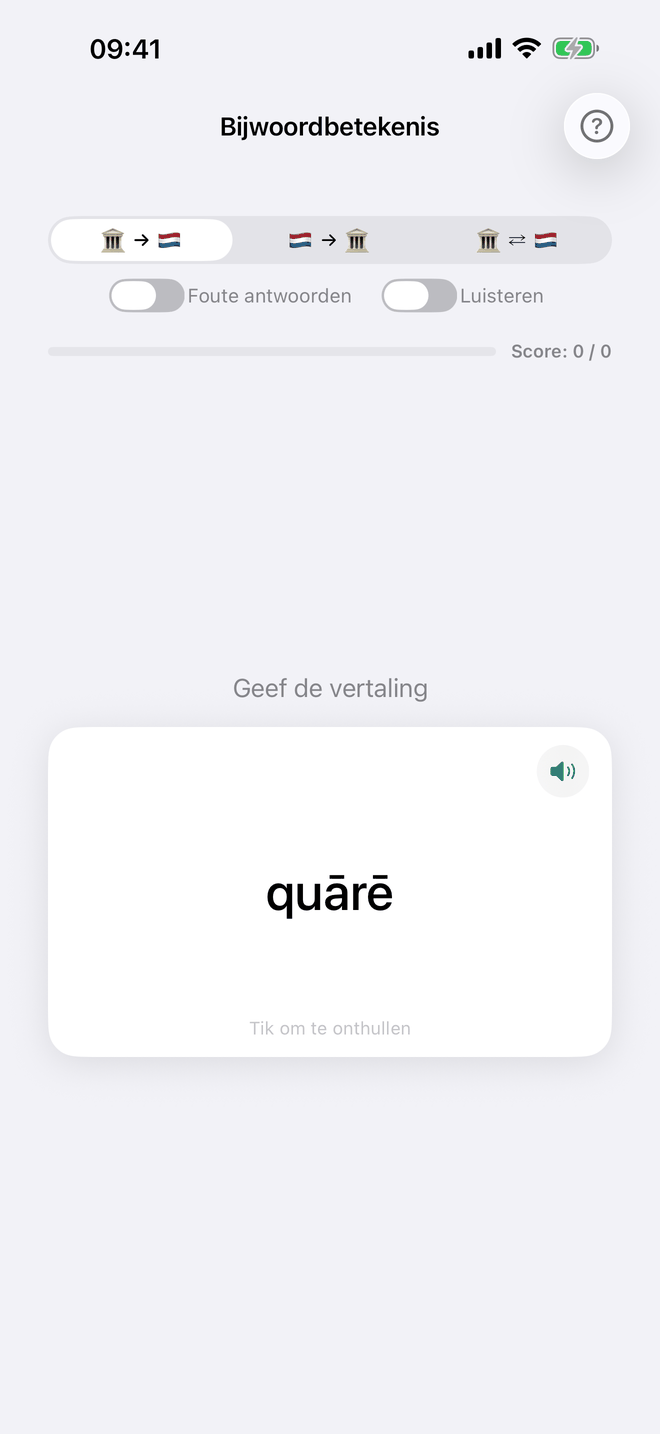 09:41
Bijwoordbetekenis
🏛️ → 🇳🇱 🇳🇱 → 🏛️ 🏛️ ⇄ 🇳🇱
Foute antwoorden Luisteren
Score: 0 / 0
Geef de vertaling
quārē
Tik om te onthullen